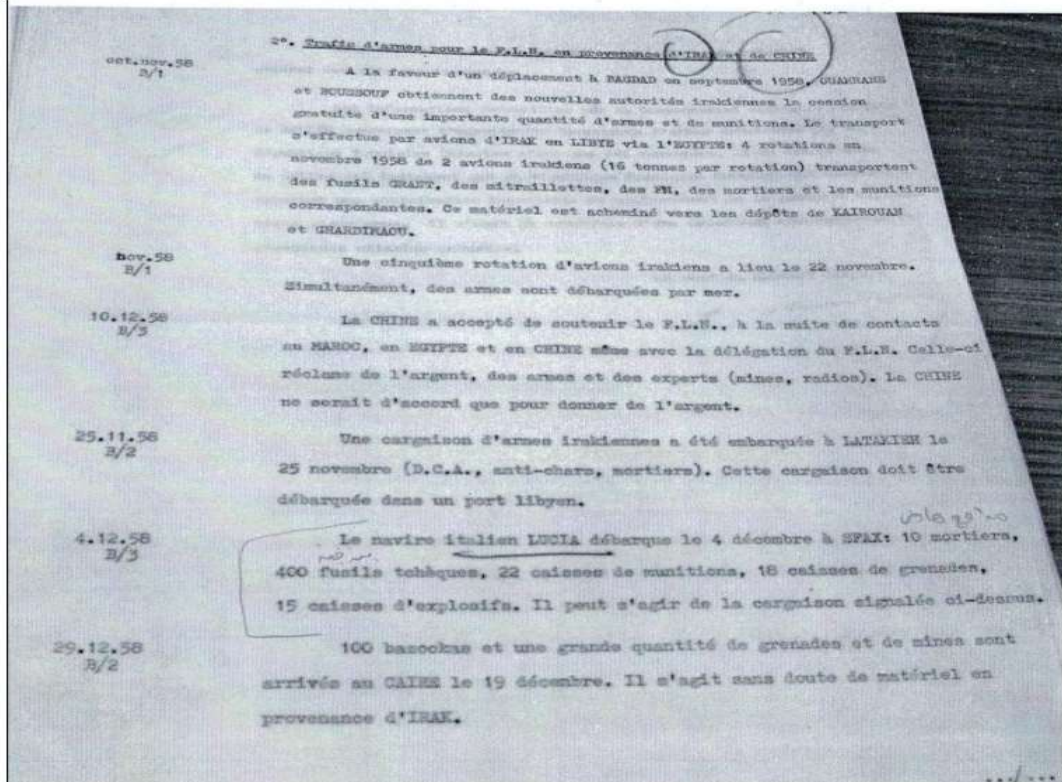 2°. Trafic d'armes pour le F.L.N. en provenance d'IRAK et de CHINE
oct.nov.58
B/1
A la faveur d'un déplacement à BAGDAD en septembre 1958, OUAMRANE
et BOUSSOUF obtiennent des nouvelles autorités irakiennes la cession
gratuite d'une importante quantité d'armes et de munitions. Le transport
s'effectue par avions d'IRAK en LIBYE via l'EGYPTE: 4 rotations en
novembre 1958 de 2 avions irakiens (16 tonnes par rotation) transportent
des fusils GRANT, des mitraillettes, des FM, des mortiers et les munitions
correspondantes. Ce matériel est acheminé vers les dépôts de KAIROUAN
et GHARDIMAOU.
nov.58
B/1
Une cinquième rotation d'avions irakiens a lieu le 22 novembre.
Simultanément, des armes sont débarquées par mer.
10.12.58
B/3
La CHINE a accepté de soutenir le F.L.N., à la suite de contacts
au MAROC, en EGYPTE et en CHINE même avec la délégation du F.L.N. Celle-ci
réclame de l'argent, des armes et des experts (mines, radios). La CHINE
ne serait d'accord que pour donner de l'argent.
25.11.58
B/2
Une cargaison d'armes irakiennes a été embarquée à LATAKIEH le
25 novembre (D.C.A., anti-chars, mortiers). Cette cargaison doit être
débarquée dans un port libyen.
4.12.58
B/3
Le navire italien LUCIA débarque le 4 décembre à SFAX: 10 mortiers,
400 fusils tchèques, 22 caisses de munitions, 18 caisses de grenades,
15 caisses d'explosifs. Il peut s'agir de la cargaison signalée ci-dessus.
29.12.58
B/2
100 bazookas et une grande quantité de grenades et de mines sont
arrivés au CAIRE le 19 décembre. Il s'agit sans doute de matériel en
provenance d'IRAK.
.../...